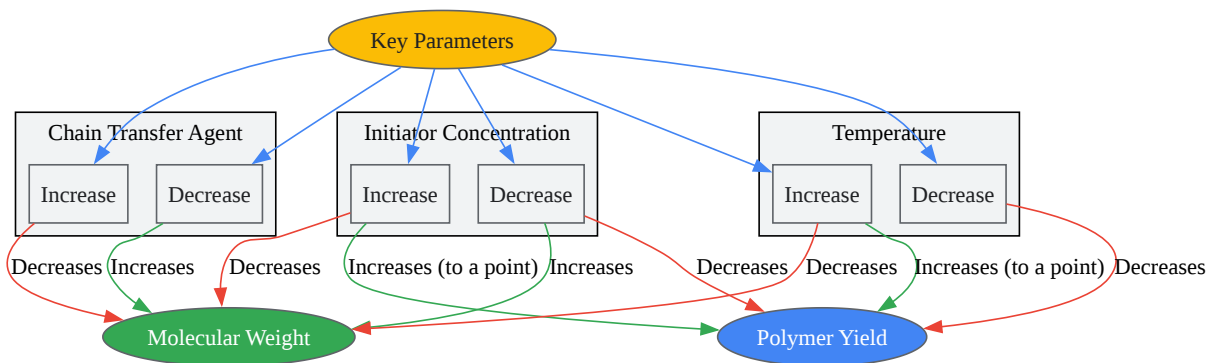 Key Parameters
Chain Transfer Agent
Initiator Concentration
Temperature
Increase
Decrease
Increase
Decrease
Increase
Decrease
Decreases
Increases
Decreases
Increases (to a point)
Increases
Decreases
Decreases
Increases (to a point)
Decreases
Molecular Weight
Polymer Yield